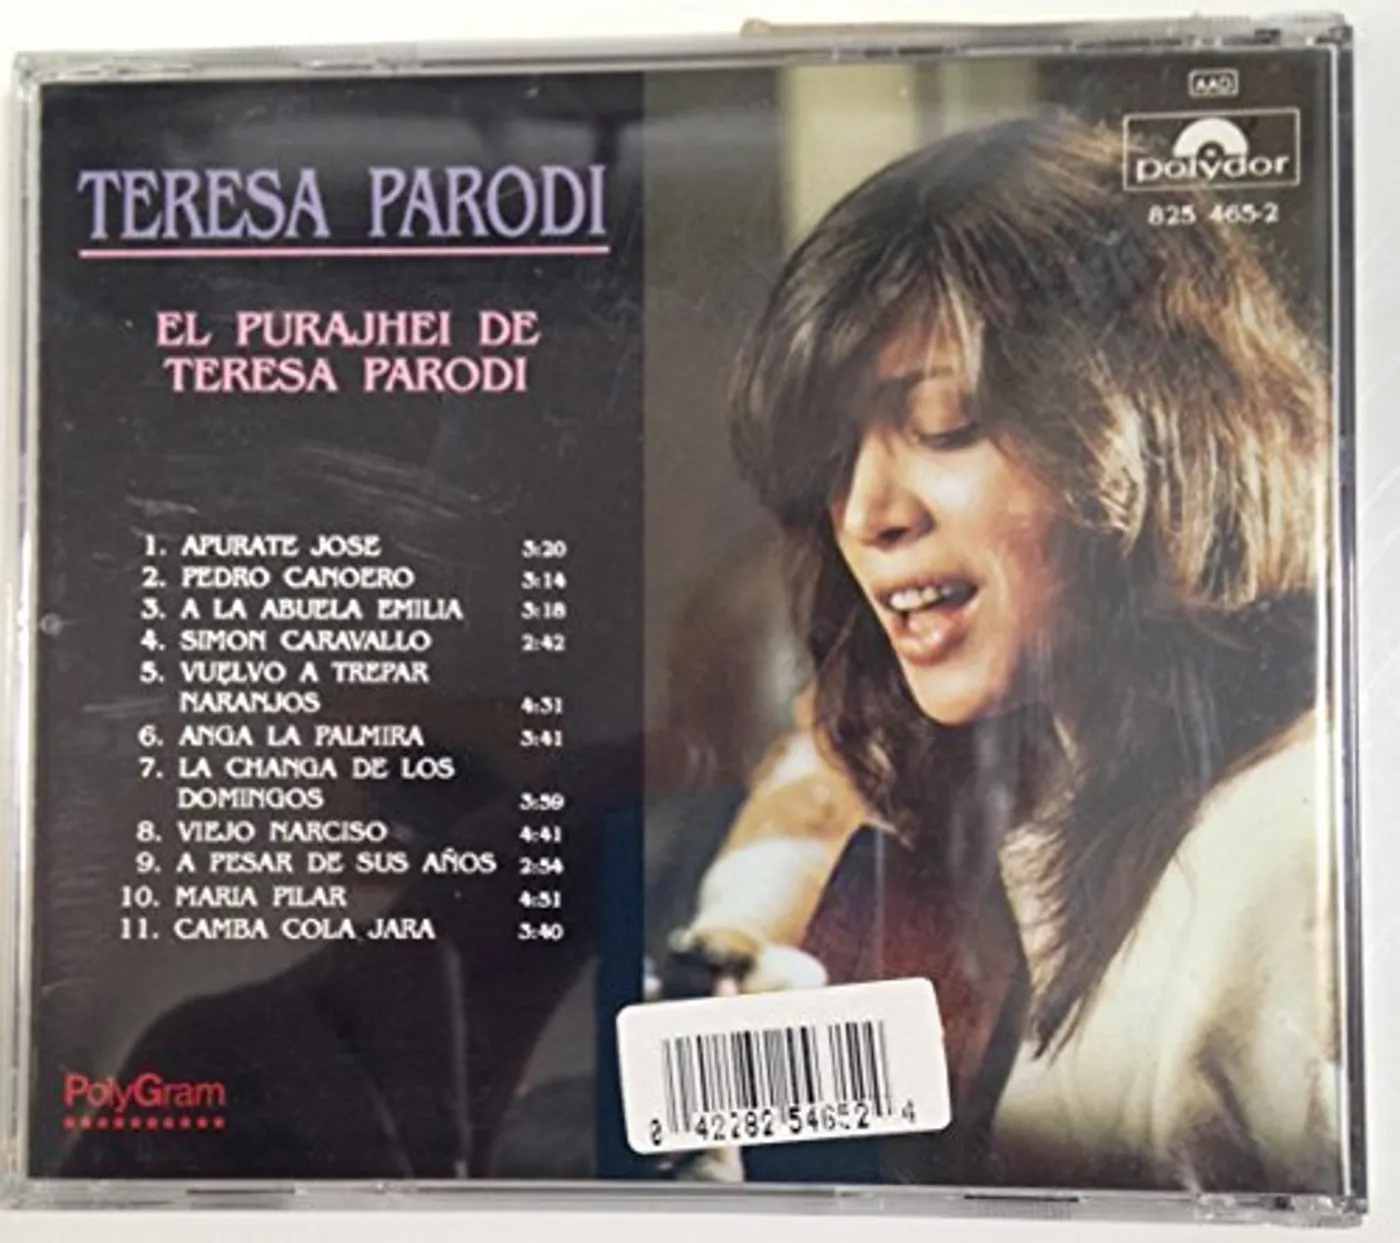 AAD
polydor
825 465-2
TERESA PARODI
EL PURAJHEI DE
TERESA PARODI
1. APURATE JOSE 3:20
2. PEDRO CANOERO 3:14
3. A LA ABUELA EMILIA 3:18
4. SIMON CARAVALLO 2:42
5. VUELVO A TREPAR
NARANJOS 4:31
6. ANGA LA PALMIRA 3:41
7. LA CHANGA DE LOS
DOMINGOS 3:59
8. VIEJO NARCISO 4:41
9. A PESAR DE SUS AÑOS 2:54
10. MARIA PILAR 4:51
11. CAMBA COLA JARA 3:40
PolyGram
0 42282 54652 4